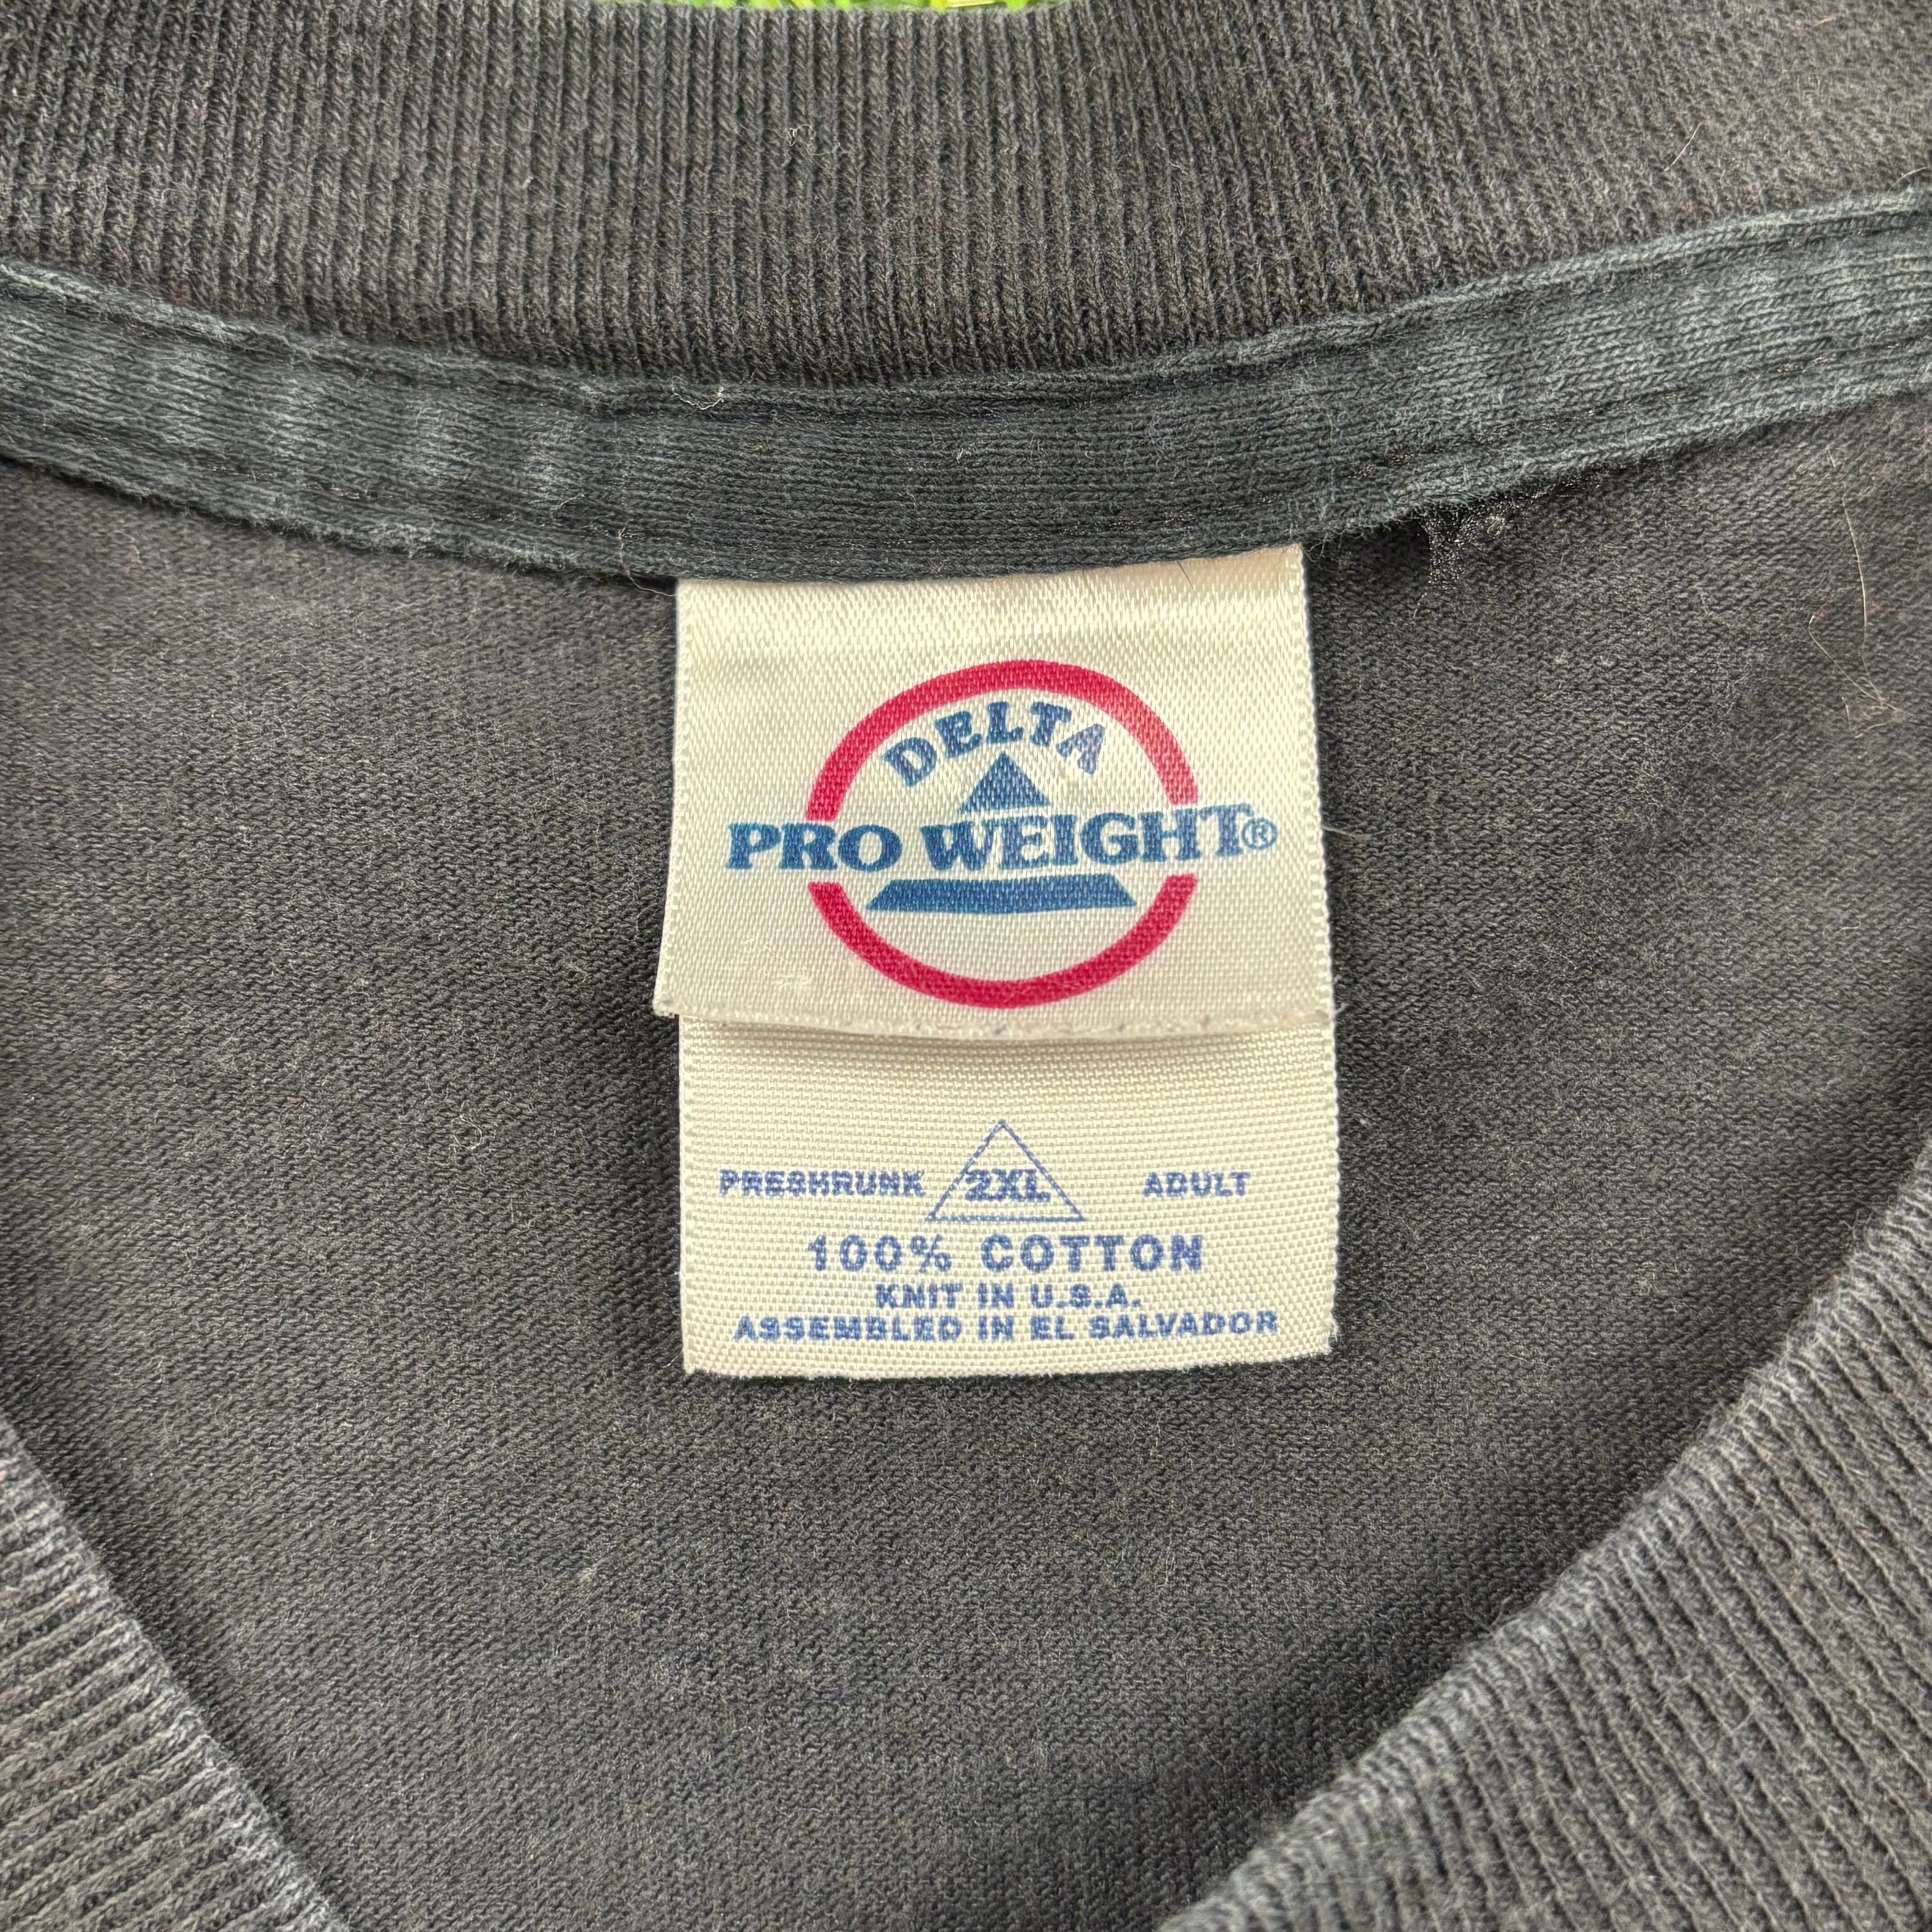 DELTA
PRO WEIGHT®
PRESHRUNK 2XL ADULT
100% COTTON
KNIT IN U.S.A.
ASSEMBLED IN EL SALVADOR